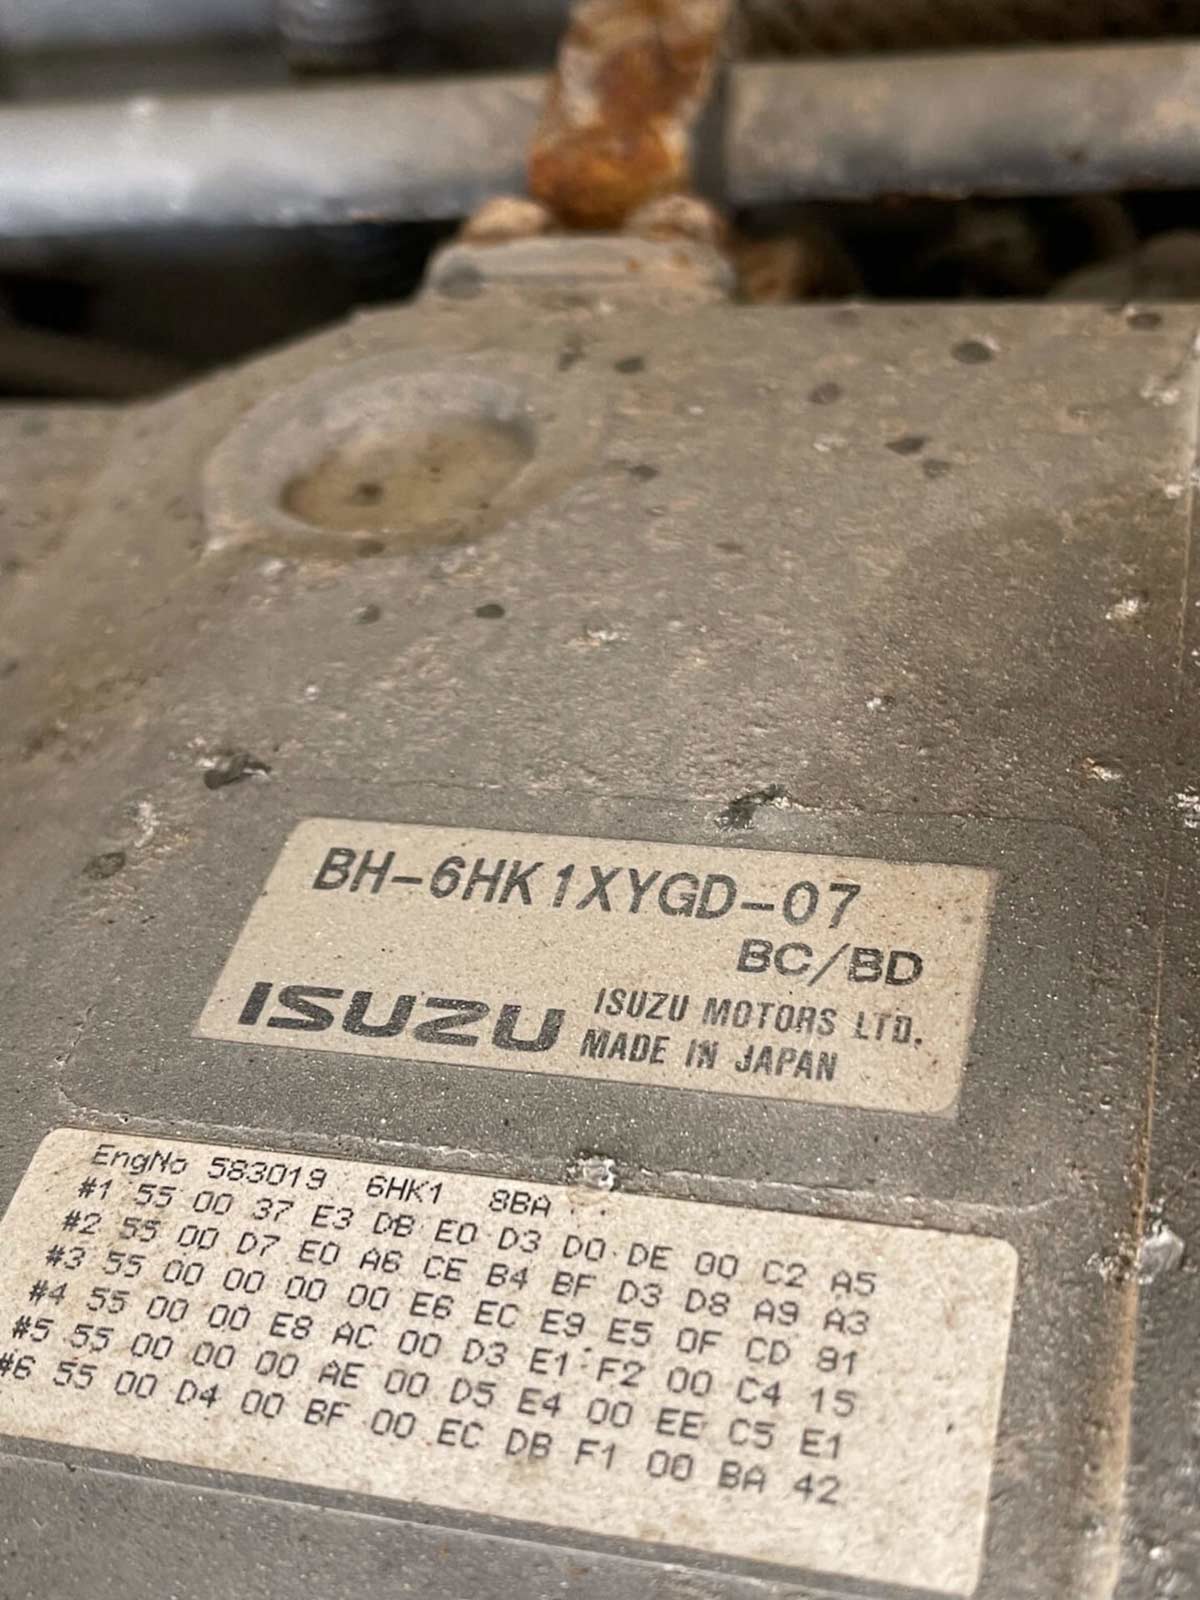 BH-6HK1XYGD-07
BC/BD
ISUZU
ISUZU MOTORS LTD.
MADE IN JAPAN
EngNo 583019 6HK1 8BA
#1 55 00 37 E3 DB E0 D3 D0 DE 00 C2 A5
#2 55 00 D7 E0 A6 CE B4 BF D3 D8 A9 A3
#3 55 00 00 00 00 E6 EC E9 E5 0F CD 91
#4 55 00 00 E8 AC 00 D3 E1 F2 00 C4 15
#5 55 00 00 00 AE 00 D5 E4 00 EE C5 E1
#6 55 00 D4 00 BF 00 EC DB F1 00 BA 42